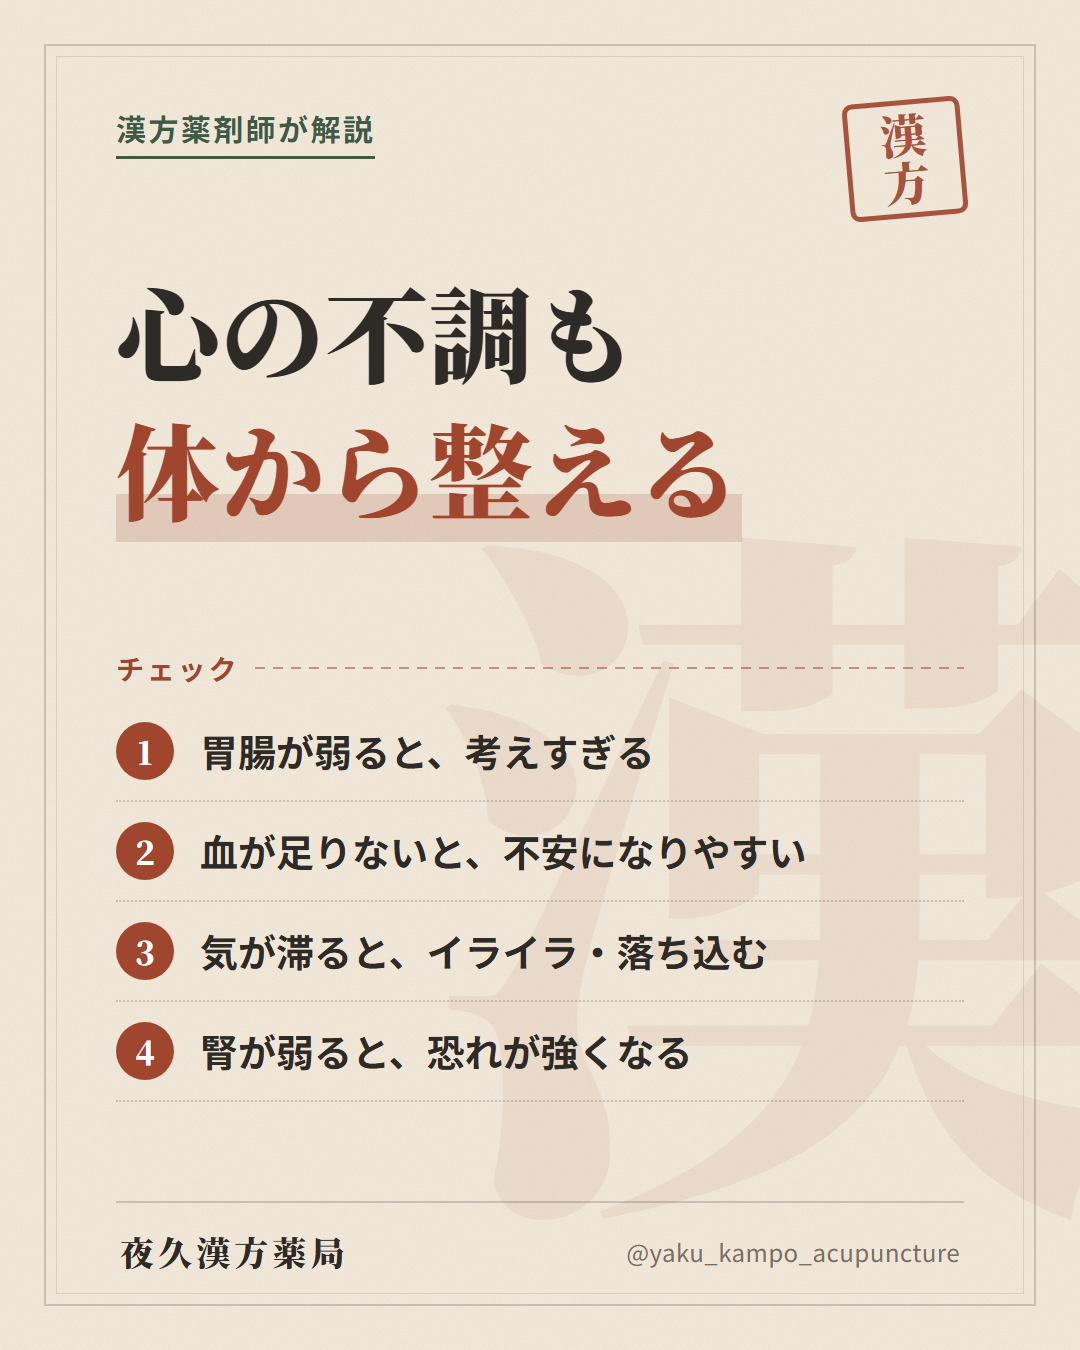 漢方薬剤師が解説
漢方
心の不調も
体から整える
チェック
1 胃腸が弱ると、考えすぎる
2 血が足りないと、不安になりやすい
3 気が滞ると、イライラ・落ち込む
4 腎が弱ると、恐れが強くなる
漢
夜久漢方薬局
@yaku_kampo_acupuncture